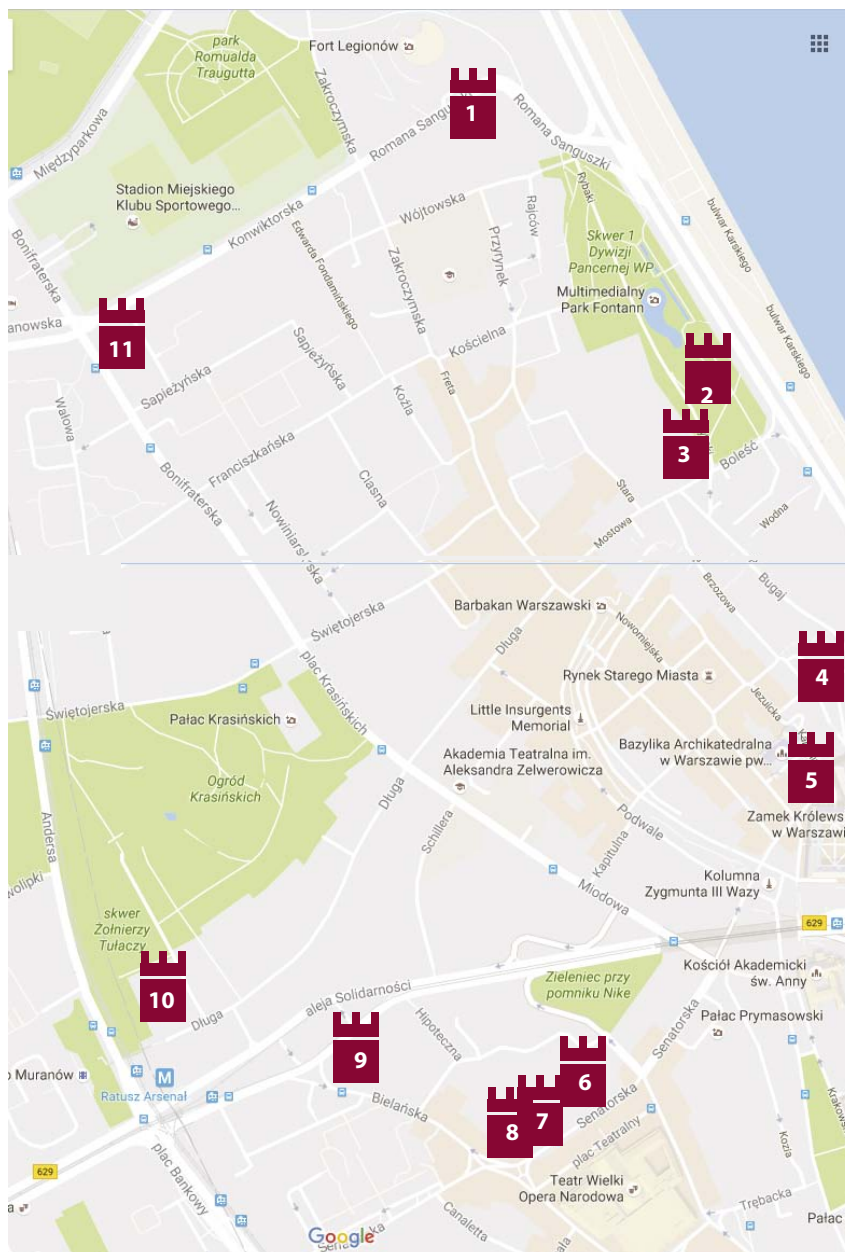 park
Romualda
Traugutta
Fort Legionów
Zakroczymska
1
Romana Sanguszki
Międzyparkowa
Stadion Miejskiego
Klubu Sportowego...
Konwiktorska
Wójtowska
Rajców
Rybaki
bulwar Karskiego
Skwer 1
Dywizji
Pancernej WP
Bonifraterska
Edwarda Fondamińskiego
Zakroczymska
Przyrynek
Multimedialny
Park Fontann
bulwar Karskiego
11
Sapieżyńska
Sapieżyńska
Kościelna
2
Freta
Koźla
Wałowa
3
Boleść
Franciszkańska
Ciasna
Bonifraterska
Nowiniarska
Stara
Mostowa
Wodna
Brzozowa
Bugaj
Barbakan Warszawski
Świętojerska
Długa
Nowomiejska
4
plac Krasińskich
Rynek Starego Miasta
Jezuicka
Świętojerska
Pałac Krasińskich
Little Insurgents
Memorial
Bazylika Archikatedralna
w Warszawie pw...
5
Akademia Teatralna im.
Aleksandra Zelwerowicza
Ogród
Krasińskich
Długa
Zamek Królews
w Warszawi
Andersa
Schillera
Podwale
Kapitulna
wolipki
Miodowa
Kolumna
Zygmunta III Wazy
skwer
Żołnierzy
Tułaczy
629
10
Kościół Akademicki
św. Anny
Zieleniec przy
pomniku Nike
aleja Solidarności
Długa
Hipoteczna
Senatorska
Pałac Prymasowski
9
6
o Muranów
M
Ratusz Arsenał
Bielańska
7
8
Senatorska
plac Teatralny
Krakows
Kozia
629
plac Bankowy
Teatr Wielki
Opera Narodowa
Trębacka
Canaletta
Pałac
a
Google